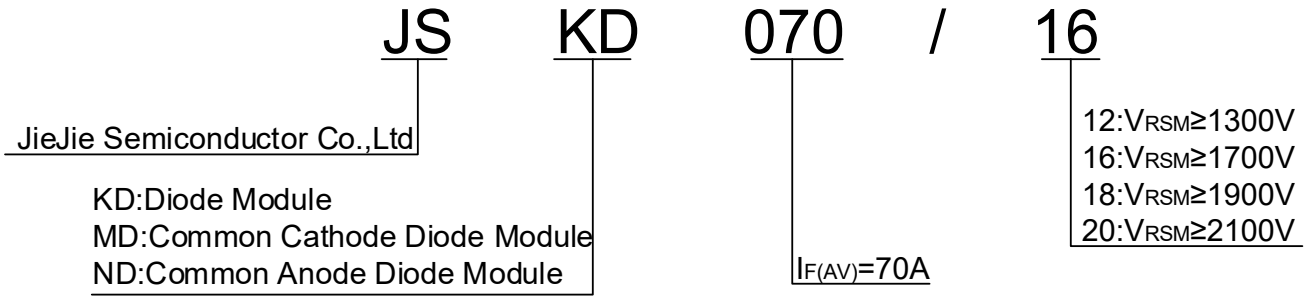 JS KD 070 / 16
JieJie Semiconductor Co.,Ltd
KD:Diode Module
MD:Common Cathode Diode Module
ND:Common Anode Diode Module
IF(AV)=70A
12:VRSM≥1300V
16:VRSM≥1700V
18:VRSM≥1900V
20:VRSM≥2100V